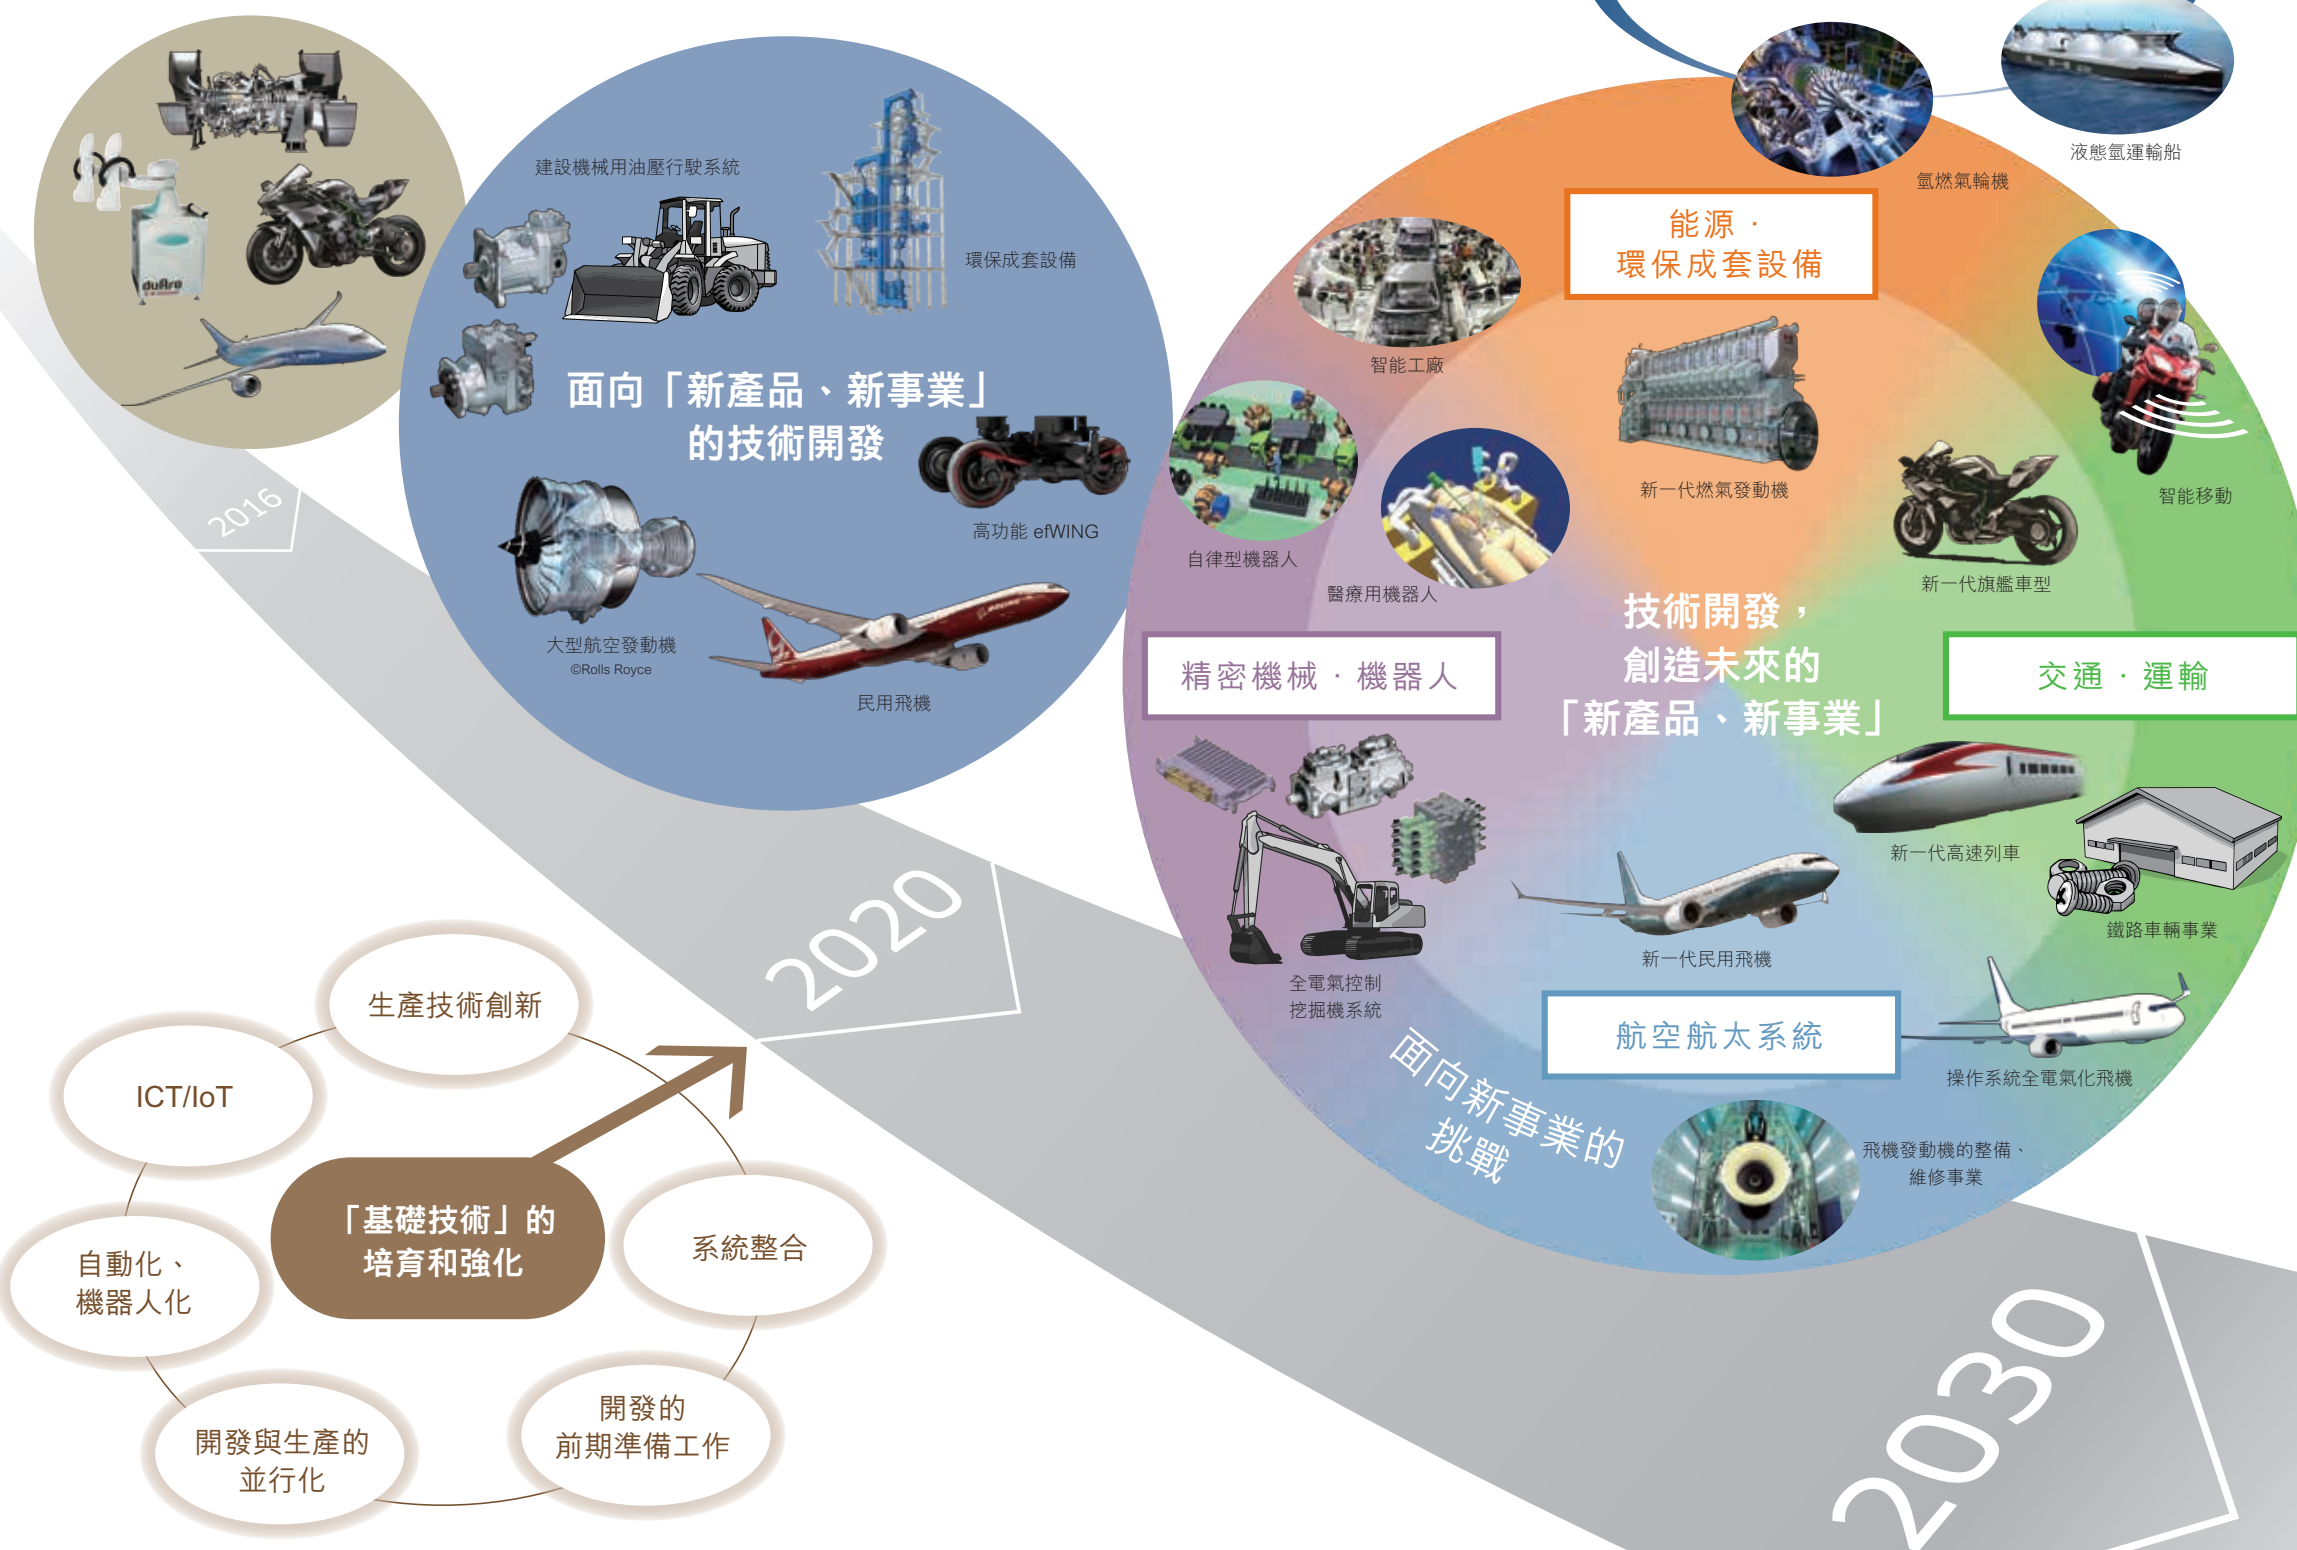 duAro
2016
建設機械用油壓行駛系統
環保成套設備
面向「新產品、新事業」
的技術開發
高功能 efWING
大型航空發動機
©Rolls Royce
民用飛機
2020
液態氫運輸船
氫燃氣輪機
能源・
環保成套設備
智能工廠
新一代燃氣發動機
智能移動
自律型機器人
醫療用機器人
新一代旗艦車型
技術開發，
創造未來的
「新產品、新事業」
精密機械・機器人
交通・運輸
新一代高速列車
鐵路車輛事業
全電氣控制
挖掘機系統
新一代民用飛機
航空航太系統
操作系統全電氣化飛機
面向新事業的
挑戰
飛機發動機的整備、
維修事業
2030
生產技術創新
ICT/IoT
「基礎技術」的
培育和強化
系統整合
自動化、
機器人化
開發的
前期準備工作
開發與生產的
並行化